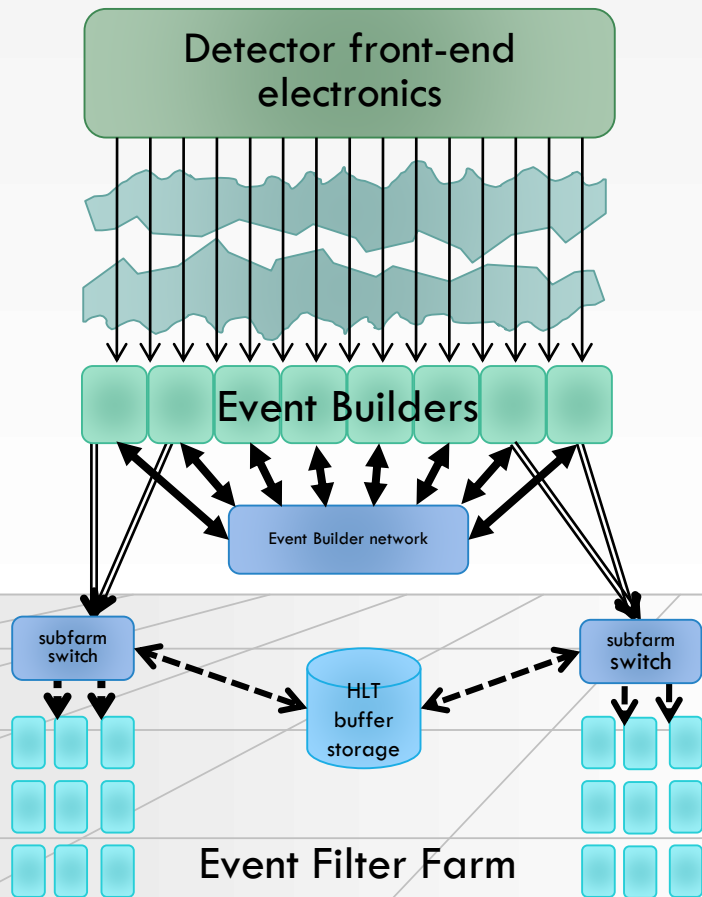 Detector front-end
electronics
Event Builders
Event Builder network
subfarm
switch
subfarm
switch
HLT
buffer
storage
Event Filter Farm